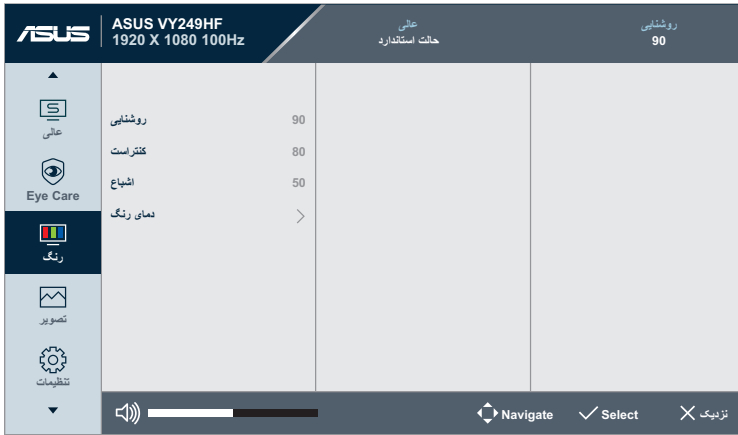 ASUS
ASUS VY249HF
1920 X 1080 100Hz
عالی
حالت استاندارد
روشنایی
90
S
عالی
Eye Care
رنگ
تصویر
تنظیمات
روشنایی 90
کنتراست 80
اشباع 50
دمای رنگ
Navigate
Select
نزدیک